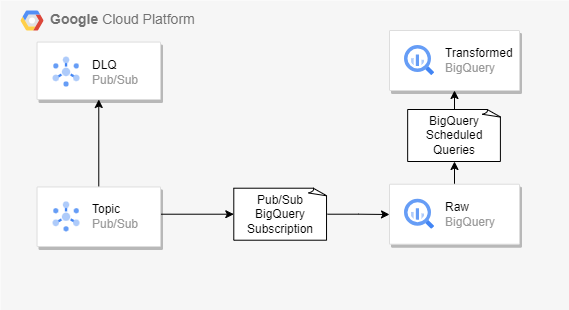 Google Cloud Platform
DLQ
Pub/Sub
Transformed
BigQuery
BigQuery
Scheduled
Queries
Topic
Pub/Sub
Pub/Sub
BigQuery
Subscription
Raw
BigQuery